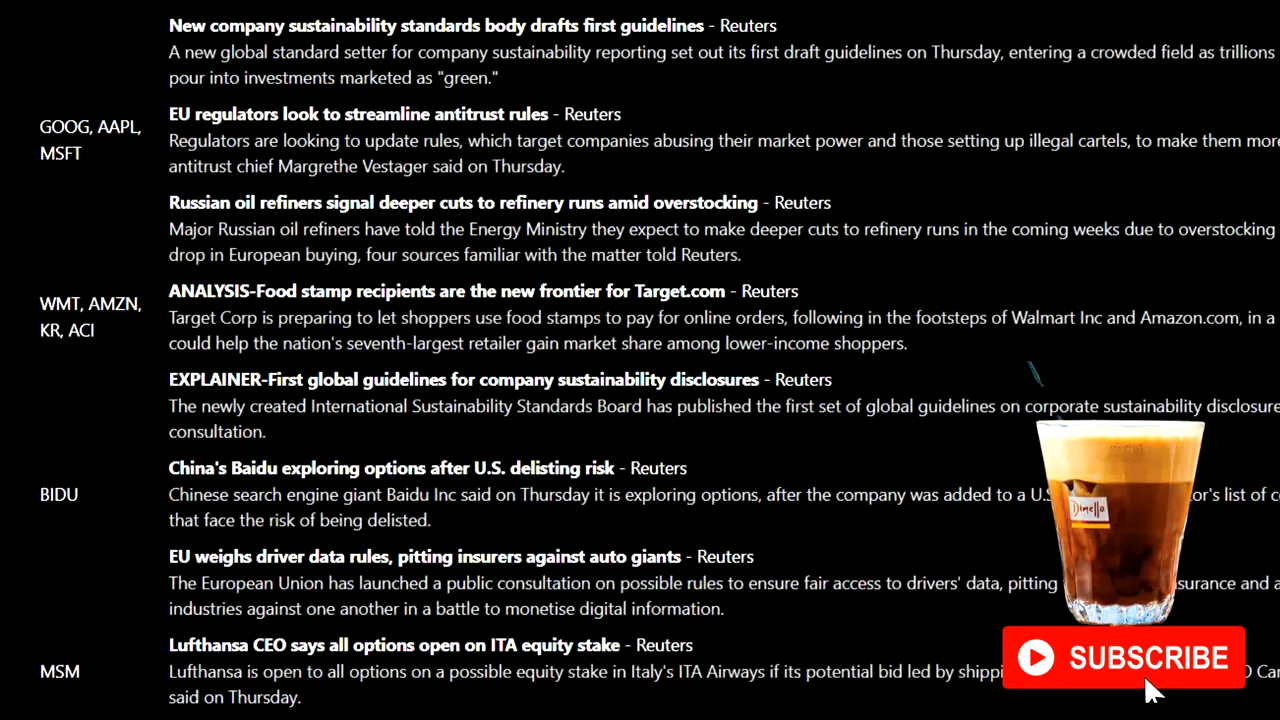 New company sustainability standards body drafts first guidelines - Reuters
A new global standard setter for company sustainability reporting set out its first draft guidelines on Thursday, entering a crowded field as trillions
pour into investments marketed as "green."
EU regulators look to streamline antitrust rules - Reuters
GOOG, AAPL,
MSFT
Regulators are looking to update rules, which target companies abusing their market power and those setting up illegal cartels, to make them more
antitrust chief Margrethe Vestager said on Thursday.
Russian oil refiners signal deeper cuts to refinery runs amid overstocking - Reuters
Major Russian oil refiners have told the Energy Ministry they expect to make deeper cuts to refinery runs in the coming weeks due to overstocking
drop in European buying, four sources familiar with the matter told Reuters.
ANALYSIS-Food stamp recipients are the new frontier for Target.com - Reuters
WMT, AMZN,
KR, ACI
Target Corp is preparing to let shoppers use food stamps to pay for online orders, following in the footsteps of Walmart Inc and Amazon.com, in a
could help the nation's seventh-largest retailer gain market share among lower-income shoppers.
EXPLAINER-First global guidelines for company sustainability disclosures - Reuters
The newly created International Sustainability Standards Board has published the first set of global guidelines on corporate sustainability disclosure
consultation.
China's Baidu exploring options after U.S. delisting risk - Reuters
BIDU
Chinese search engine giant Baidu Inc said on Thursday it is exploring options, after the company was added to a U.S. list of
that face the risk of being delisted.
EU weighs driver data rules, pitting insurers against auto giants - Reuters
The European Union has launched a public consultation on possible rules to ensure fair access to drivers' data, pitting and
industries against one another in a battle to monetise digital information.
Lufthansa CEO says all options open on ITA equity stake - Reuters
MSM
Lufthansa is open to all options on a possible equity stake in Italy's ITA Airways if its potential bid led by
said on Thursday.
Dimello
SUBSCRIBE